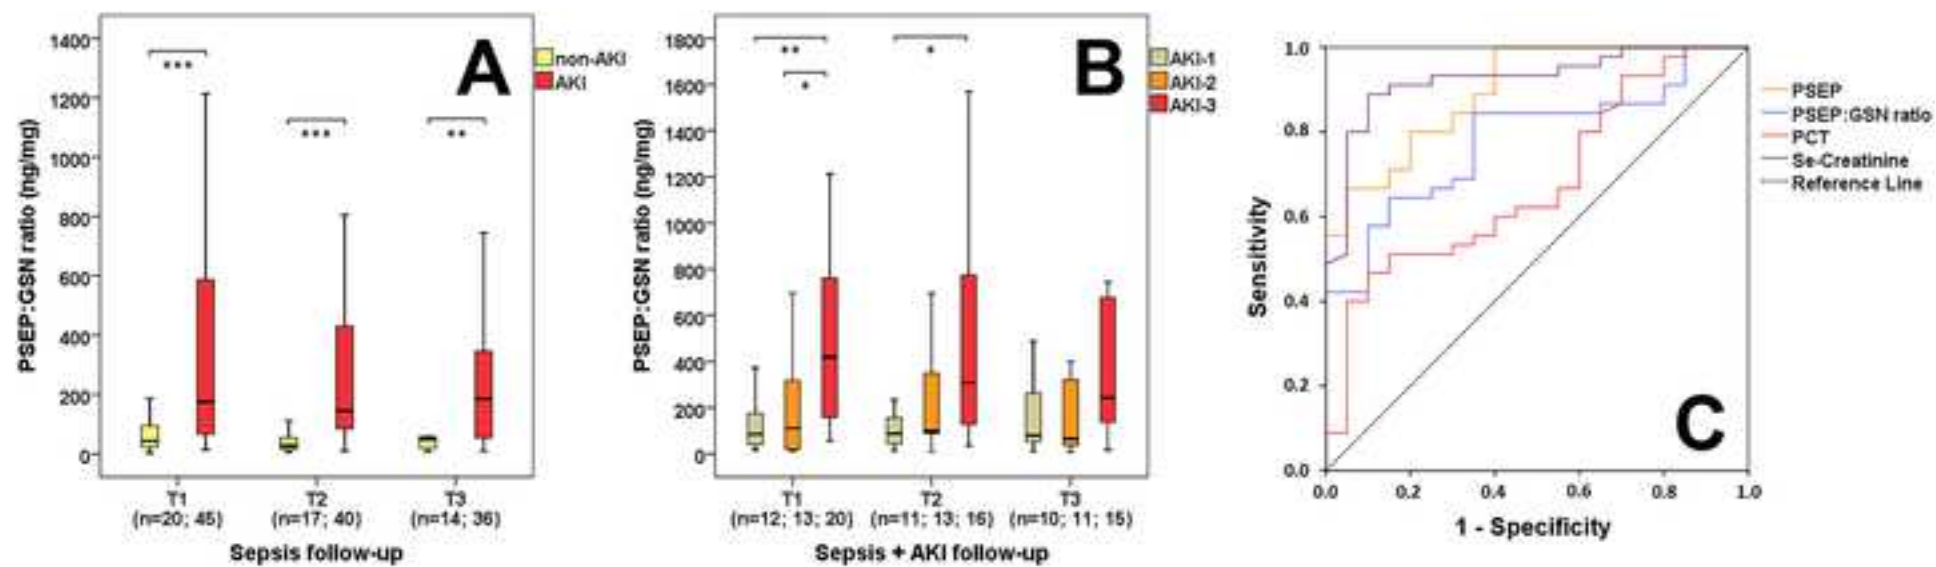 A
1400
1200
1000
800
600
400
200
0
PSEP:GSN ratio (ng/mg)
***
***
**
non-AKI
AKI
T1
T2
T3
(n=20; 45)
(n=17; 40)
(n=14; 36)
Sepsis follow-up
B
1800
1600
1400
1200
1000
800
600
400
200
0
PSEP:GSN ratio (ng/mg)
**
*
*
AKI-1
AKI-2
AKI-3
T1
T2
T3
(n=12; 13; 20)
(n=11; 13; 16)
(n=10; 11; 15)
Sepsis + AKI follow-up
C
1.0
0.8
0.6
0.4
0.2
0.0
Sensitivity
0.0
0.2
0.4
0.6
0.8
1.0
1 - Specificity
PSEP
PSEP:GSN ratio
PCT
Se-Creatinine
Reference Line